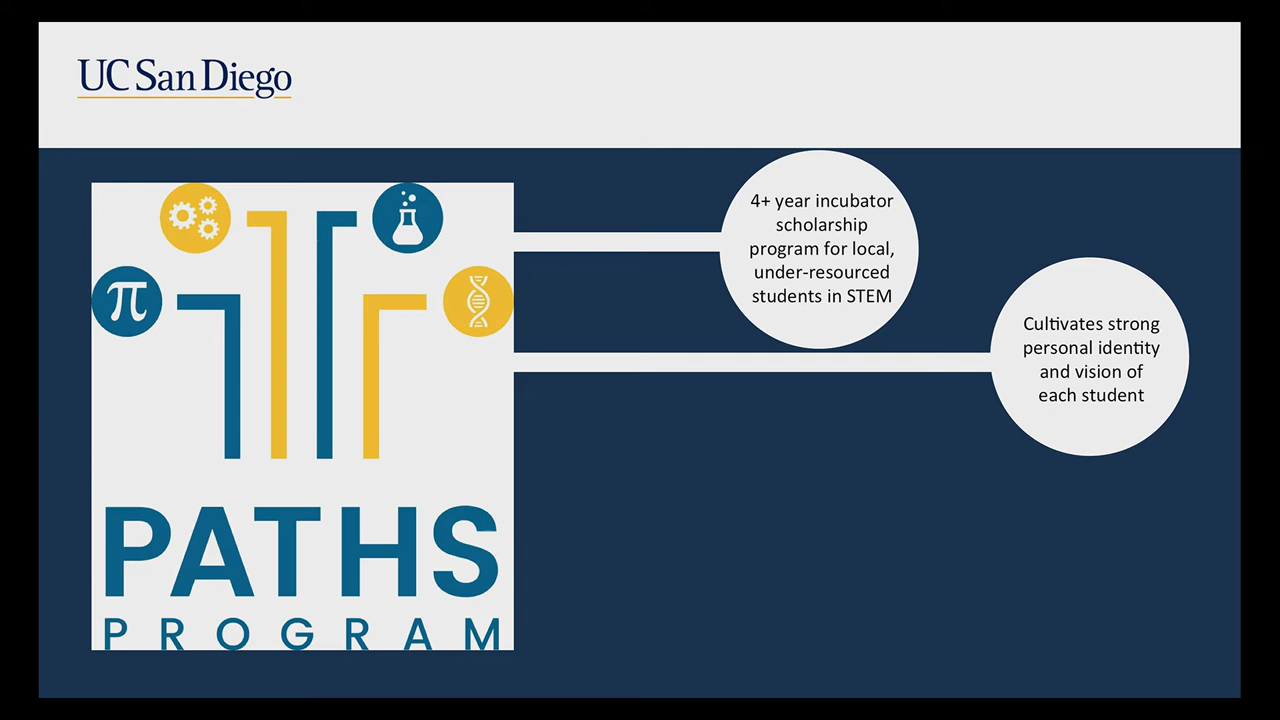 UC San Diego
π
PATHS
PROGRAM
4+ year incubator
scholarship
program for local,
under-resourced
students in STEM
Cultivates strong
personal identity
and vision of
each student